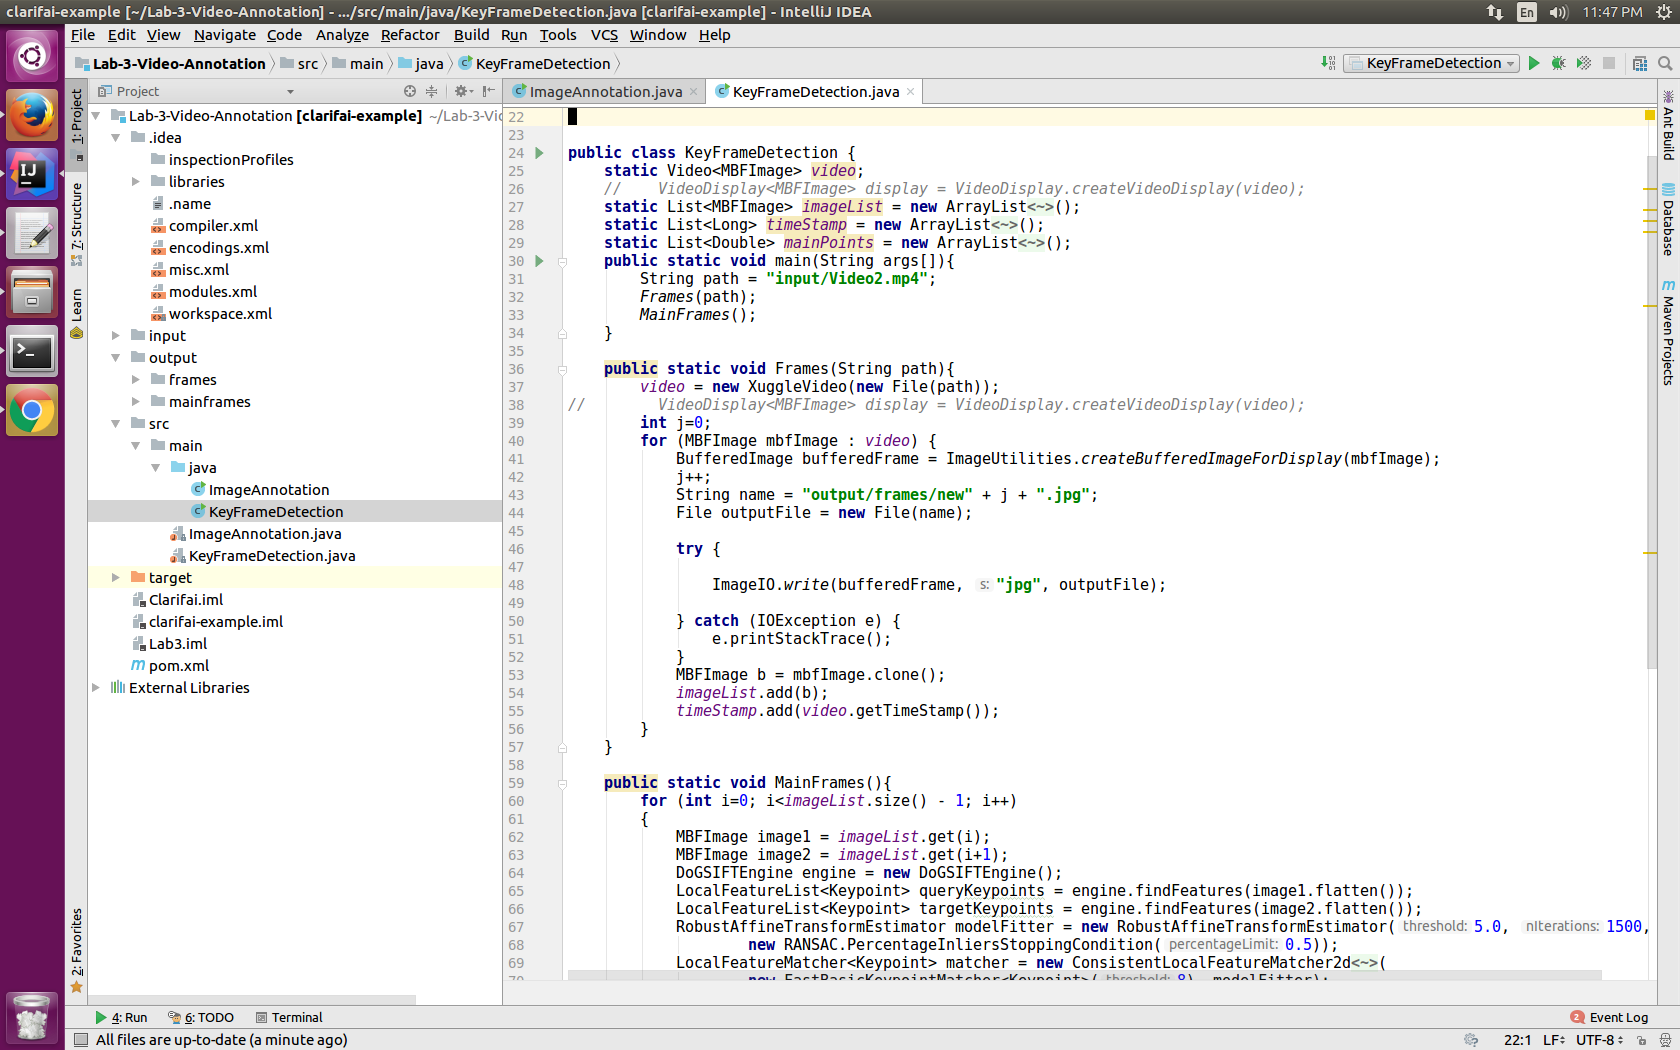 clarifai-example [~/Lab-3-Video-Annotation] - .../src/main/java/KeyFrameDetection.java [clarifai-example] - IntelliJ IDEA
En
11:47 PM
File Edit View Navigate Code Analyze Refactor Build Run Tools VCS Window Help
Lab-3-Video-Annotation src main java KeyFrameDetection
KeyFrameDetection
Project
ImageAnnotation.java KeyFrameDetection.java
1: Project
7: Structure
Learn
2: Favorites
Lab-3-Video-Annotation [clarifai-example] ~/Lab-3-Vic
.idea
inspectionProfiles
libraries
.name
compiler.xml
encodings.xml
misc.xml
modules.xml
workspace.xml
input
output
frames
mainframes
src
main
java
ImageAnnotation
KeyFrameDetection
ImageAnnotation.java
KeyFrameDetection.java
target
Clarifai.iml
clarifai-example.iml
Lab3.iml
pom.xml
External Libraries
22
23
24 public class KeyFrameDetection {
25 static Video<MBFImage> video;
26 // VideoDisplay<MBFImage> display = VideoDisplay.createVideoDisplay(video);
27 static List<MBFImage> imageList = new ArrayList<~>();
28 static List<Long> timeStamp = new ArrayList<~>();
29 static List<Double> mainPoints = new ArrayList<~>();
30 public static void main(String args[]){
31 String path = "input/Video2.mp4";
32 Frames(path);
33 MainFrames();
34 }
35
36 public static void Frames(String path){
37 video = new XuggleVideo(new File(path));
38 // VideoDisplay<MBFImage> display = VideoDisplay.createVideoDisplay(video);
39 int j=0;
40 for (MBFImage mbfImage : video) {
41 BufferedImage bufferedFrame = ImageUtilities.createBufferedImageForDisplay(mbfImage);
42 j++;
43 String name = "output/frames/new" + j + ".jpg";
44 File outputFile = new File(name);
45
46 try {
47
48 ImageIO.write(bufferedFrame, s: "jpg", outputFile);
49
50 } catch (IOException e) {
51 e.printStackTrace();
52 }
53 MBFImage b = mbfImage.clone();
54 imageList.add(b);
55 timeStamp.add(video.getTimeStamp());
56 }
57 }
58
59 public static void MainFrames(){
60 for (int i=0; i<imageList.size() - 1; i++)
61 {
62 MBFImage image1 = imageList.get(i);
63 MBFImage image2 = imageList.get(i+1);
64 DoGSIFTEngine engine = new DoGSIFTEngine();
65 LocalFeatureList<Keypoint> queryKeypoints = engine.findFeatures(image1.flatten());
66 LocalFeatureList<Keypoint> targetKeypoints = engine.findFeatures(image2.flatten());
67 RobustAffineTransformEstimator modelFitter = new RobustAffineTransformEstimator( threshold: 5.0, nIterations: 1500,
68 new RANSAC.PercentageInliersStoppingCondition( percentageLimit: 0.5));
69 LocalFeatureMatcher<Keypoint> matcher = new ConsistentLocalFeatureMatcher2d<~>(
70 new FastBasicKeypointMatcher<Keypoint>( threshold: 8), modelFitter);
Ant Build
Database
Maven Projects
4: Run 6: TODO Terminal
2 Event Log
All files are up-to-date (a minute ago)
22:1 LF UTF-8